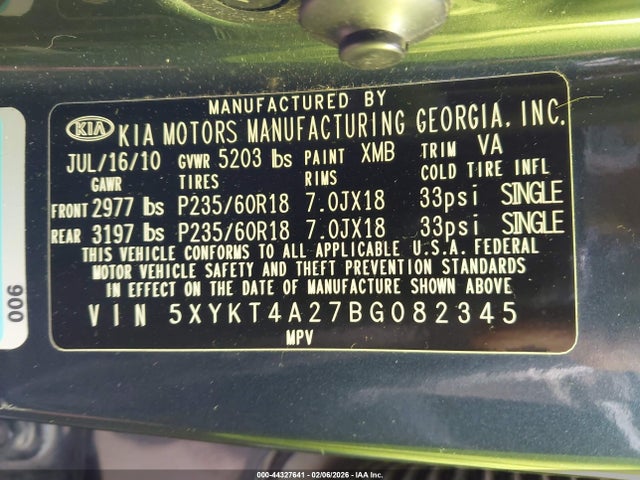 MANUFACTURED BY
KIA KIA MOTORS MANUFACTURING GEORGIA, INC.
JUL/16/10 GVWR 5203 lbs PAINT XMB TRIM VA
GAWR TIRES RIMS COLD TIRE INFL
FRONT 2977 lbs P235/60R18 7.0JX18 33psi SINGLE
REAR 3197 lbs P235/60R18 7.0JX18 33psi SINGLE
THIS VEHICLE CONFORMS TO ALL APPLICABLE U.S.A. FEDERAL
MOTOR VEHICLE SAFETY AND THEFT PREVENTION STANDARDS
IN EFFECT ON THE DATE OF MANUFACTURE SHOWN ABOVE
VIN 5XYKT4A27BG082345
MPV
006
000-44327641 - 02/06/2026 - IAA Inc.